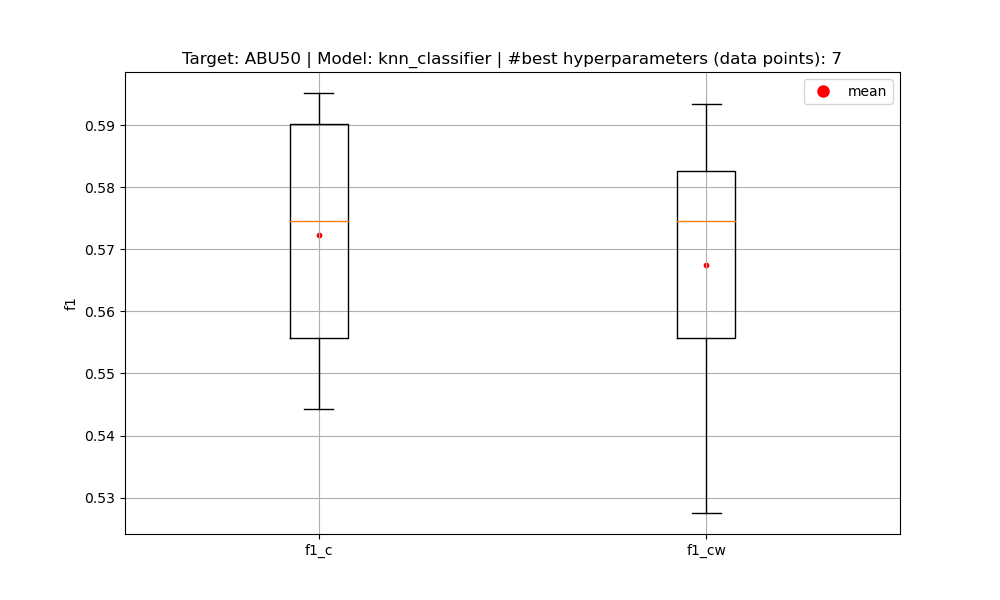 Target: ABU50 | Model: knn_classifier | #best hyperparameters (data points): 7
mean
0.59
0.58
0.57
0.56
0.55
0.54
0.53
f1
f1_c
f1_cw